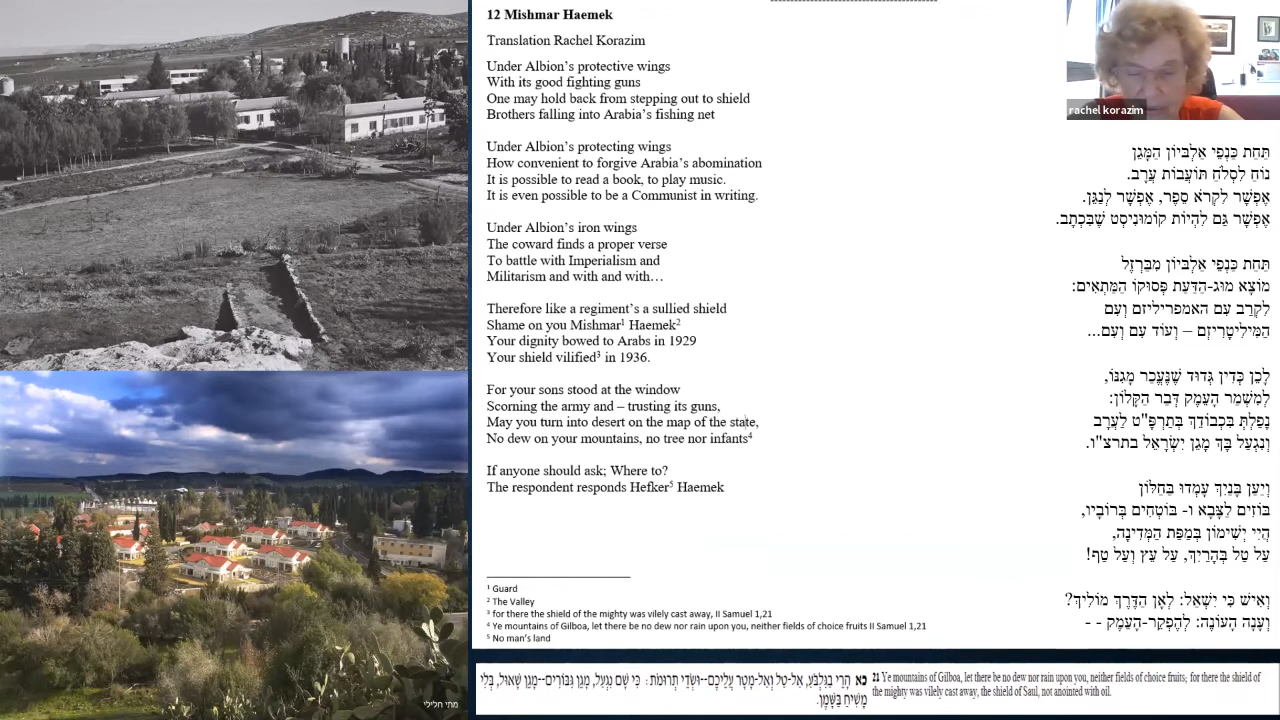 12 Mishmar Haemek
Translation Rachel Korazim
Under Albion’s protective wings
With its good fighting guns
One may hold back from stepping out to shield
Brothers falling into Arabia’s fishing net
Under Albion’s protecting wings
How convenient to forgive Arabia’s abomination
It is possible to read a book, to play music.
It is even possible to be a Communist in writing.
Under Albion’s iron wings
The coward finds a proper verse
To battle with Imperialism and
Militarism and with and with…
Therefore like a regiment’s a sullied shield
Shame on you Mishmar¹ Haemek²
Your dignity bowed to Arabs in 1929
Your shield vilified³ in 1936.
For your sons stood at the window
Scorning the army and – trusting its guns,
May you turn into desert on the map of the state,
No dew on your mountains, no tree nor infants⁴
If anyone should ask; Where to?
The respondent responds Hefker⁵ Haemek
¹ Guard
² The Valley
³ for there the shield of the mighty was vilely cast away, II Samuel 1,21
⁴ Ye mountains of Gilboa, let there be no dew nor rain upon you, neither fields of choice fruits II Samuel 1,21
⁵ No man’s land
rachel korazim
תַּחַת כַּנְפֵי אַלְבִּיוֹן הַמָּגֵן
נוֹחַ לִסְלֹחַ תּוֹעֲבוֹת עֲרָב.
אֶפְשָׁר לִקְרֹא סֵפֶר, אֶפְשָׁר לְנַגֵּן.
אֶפְשָׁר גַּם לִהְיוֹת קוֹמוּנִיסְט שֶׁבִּכְתָב.
תַּחַת כַּנְפֵי אַלְבִּיוֹן מִבַּרְזֶל
מוֹצֵא מוּג-הַדַּעַת פְּסוּקוֹ הַמַּתְאִים:
לִקְרַב עִם האִמפֶּריליזם וְעִם
הַמִּילִיטָרִיזְם – וְעוֹד עִם וְעִם...
לָכֵן כְּדִין גְּדוּד שֶׁנֶּעֱכַר מָגִנּוֹ,
לְמִשְׁמַר הָעֵמֶק דְּבַר הַקָּלוֹן:
נָפַלְתְּ בִּכְבוֹדֵךְ בְּתַרְפָּ"ט לַעֲרָב
וְנִגְעַל בָּךְ מָגֵן יִשְׂרָאֵל בתרצ"ו.
וְיַעַן בָּנַיִךְ עָמְדוּ בַּחַלּוֹן
בּוֹזִים לַצָּבָא ו- בּוֹטְחִים בְּרוֹבָיו,
הֲיִי יְשִׁימוֹן בְּמַפַּת הַמְּדִינָה,
עַל טַל בְּהָרַיִךְ, עַל עֵץ וְעַל טַף!
וְאִישׁ כִּי יִשְׁאַל: לְאָן הַדֶּרֶךְ מוֹלִיךְ?
וְעָנָה הָעוֹנֶה: לְהֶפְקֵר-הָעֵמֶק - -
מתי חלילי
כא הָרֵי בַגִּלְבֹּעַ, אַל-טַל וְאַל-מָטָר עֲלֵיכֶם--וּשְׂדֵי תְרוּמֹת: כִּי שָׁם נִגְעַל, מָגֵן גִּבּוֹרִים--מָגֵן שָׁאוּל, בְּלִי
מָשִׁיחַ בַּשָּׁמֶן.
21 Ye mountains of Gilboa, let there be no dew nor rain upon you, neither fields of choice fruits; for there the shield of
the mighty was vilely cast away, the shield of Saul, not anointed with oil.